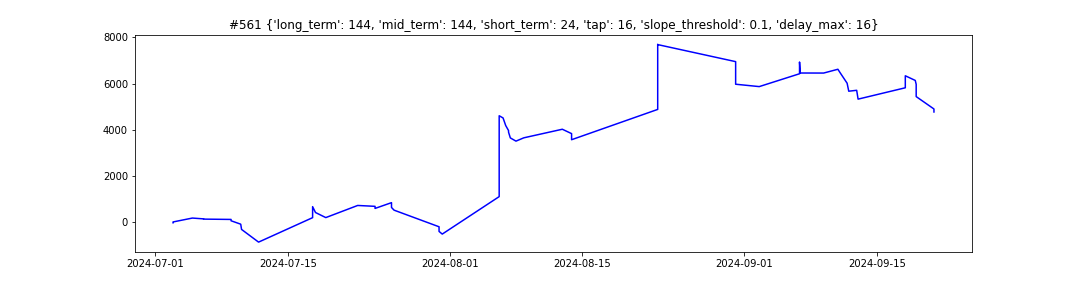 #561 {'long_term': 144, 'mid_term': 144, 'short_term': 24, 'tap': 16, 'slope_threshold': 0.1, 'delay_max': 16}
8000
6000
4000
2000
0
2024-07-01 2024-07-15 2024-08-01 2024-08-15 2024-09-01 2024-09-15